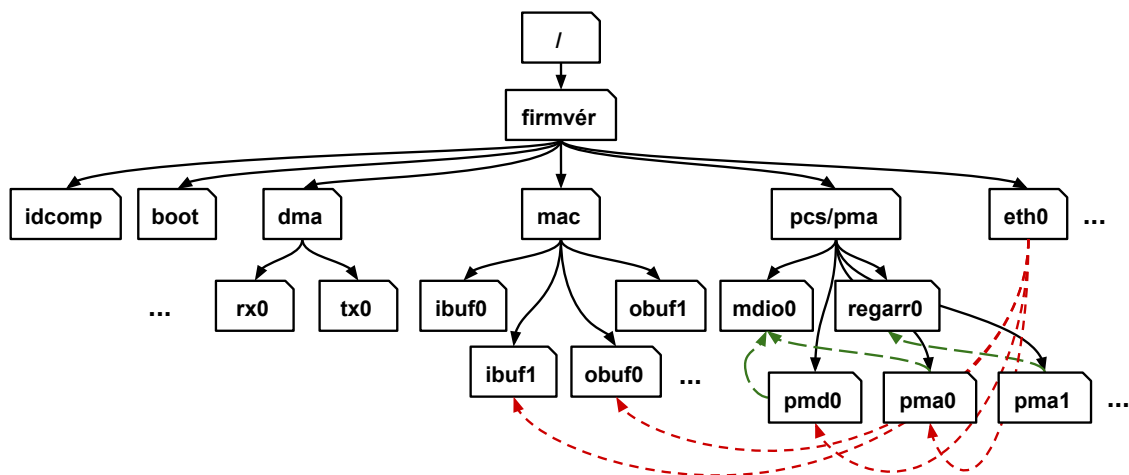 /
firmvér
idcomp boot dma mac pcs/pma eth0 ...
... rx0 tx0 ibuf0 obuf1 mdio0 regarr0
ibuf1 obuf0 ... pmd0 pma0 pma1 ...